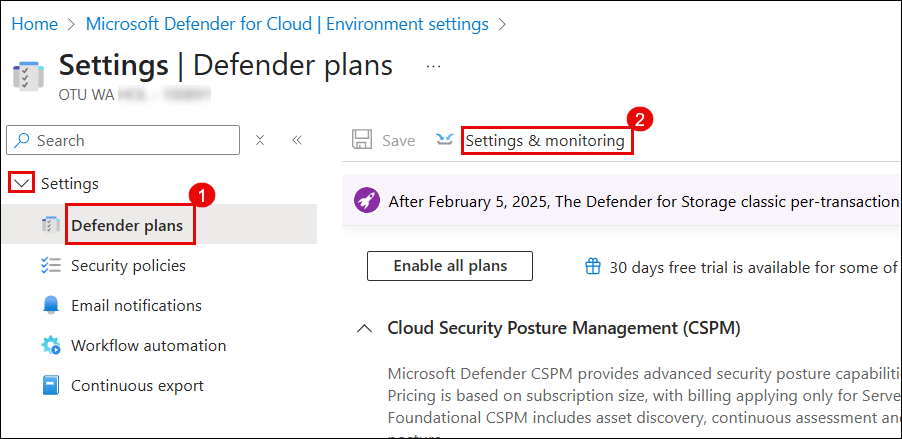 Home > Microsoft Defender for Cloud | Environment settings >
Settings | Defender plans ...
OTU WA
Search
«
Save
Settings & monitoring
2
Settings
1
After February 5, 2025, The Defender for Storage classic per-transaction
Defender plans
Security policies
Email notifications
Workflow automation
Continuous export
Enable all plans
30 days free trial is available for some of
Cloud Security Posture Management (CSPM)
Microsoft Defender CSPM provides advanced security posture capabilitie
Pricing is based on subscription size, with billing applying only for Serve
Foundational CSPM includes asset discovery, continuous assessment and
posture